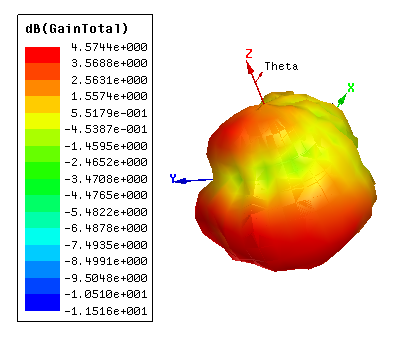 dB(GainTotal)
4.5744e+000
3.5688e+000
2.5631e+000
1.5574e+000
5.5179e-001
-4.5387e-001
-1.4595e+000
-2.4652e+000
-3.4708e+000
-4.4765e+000
-5.4822e+000
-6.4878e+000
-7.4935e+000
-8.4991e+000
-9.5048e+000
-1.0510e+001
-1.1516e+001
Z
Theta
X
Y